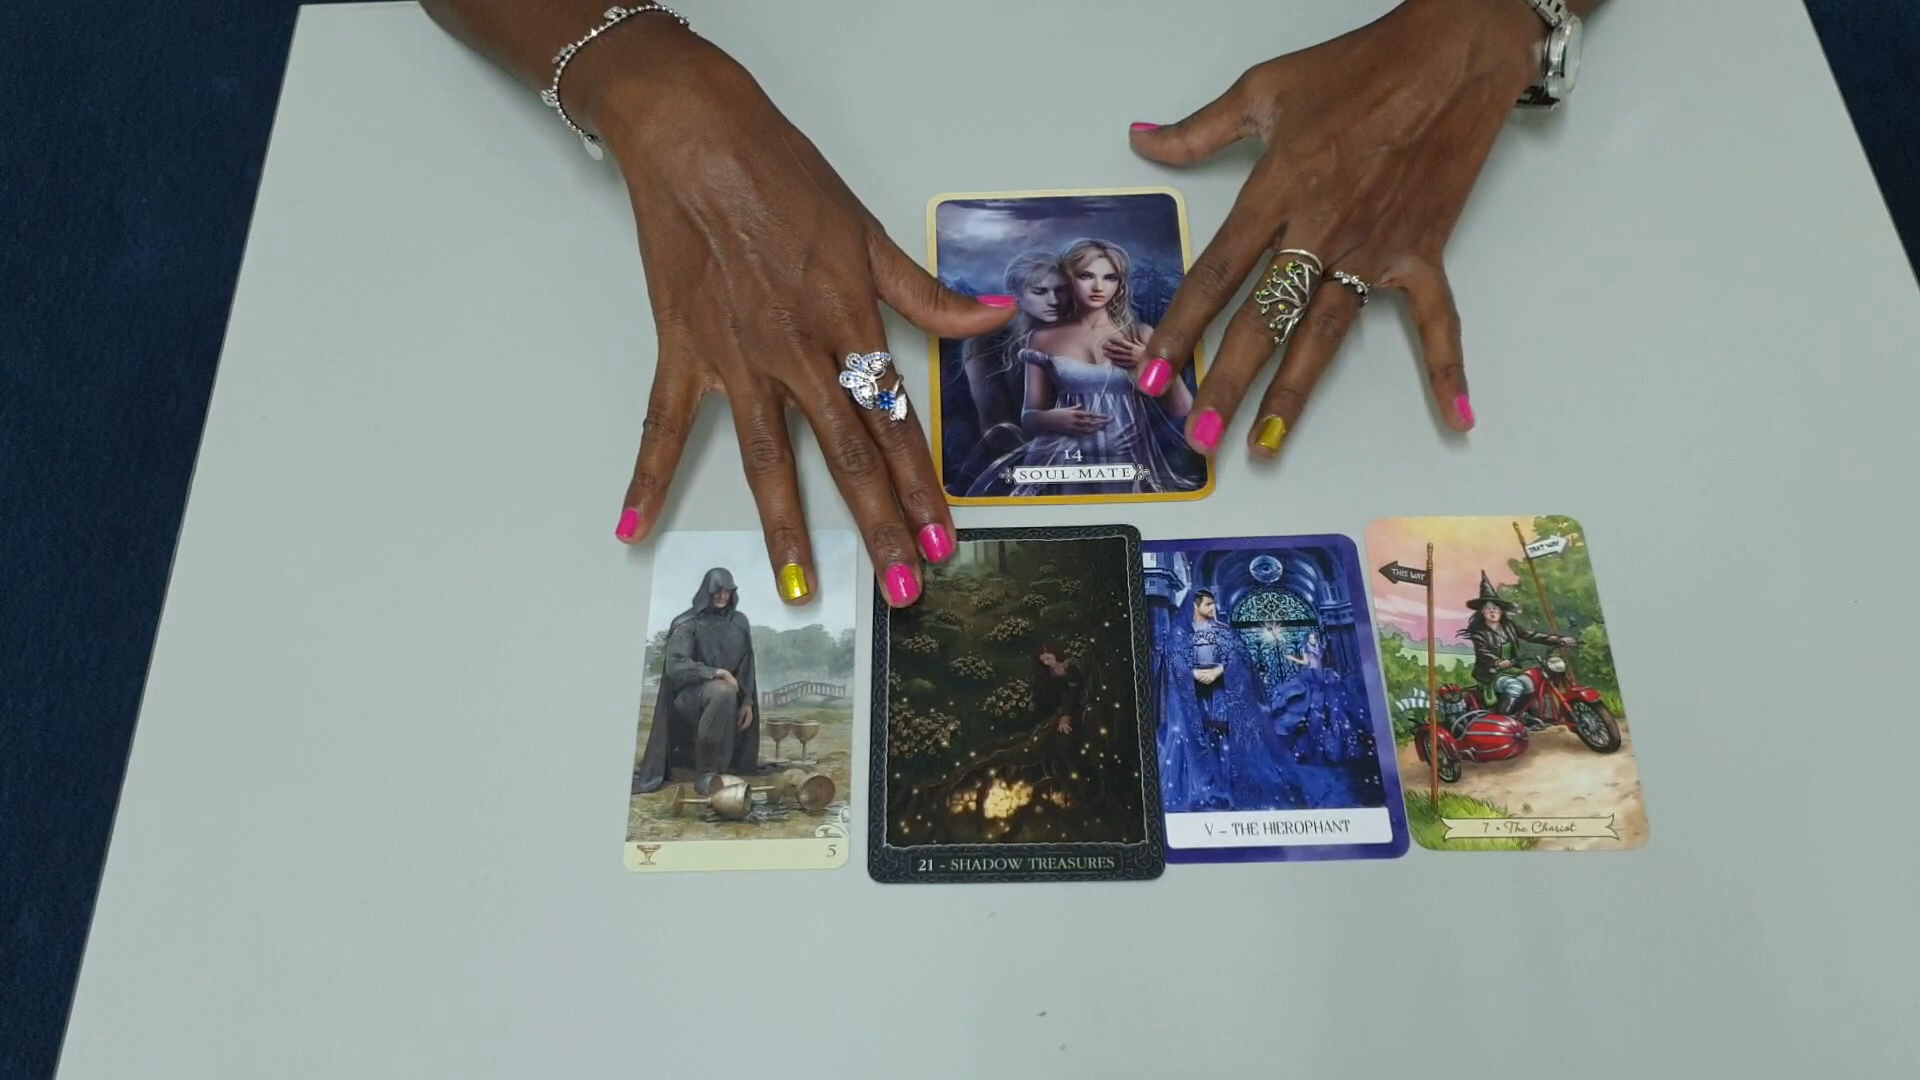 14
SOUL·MATE
5
21 - SHADOW TREASURES
V – THE HIEROPHANT
THIS WAY
THAT WAY
7 • The Chariot